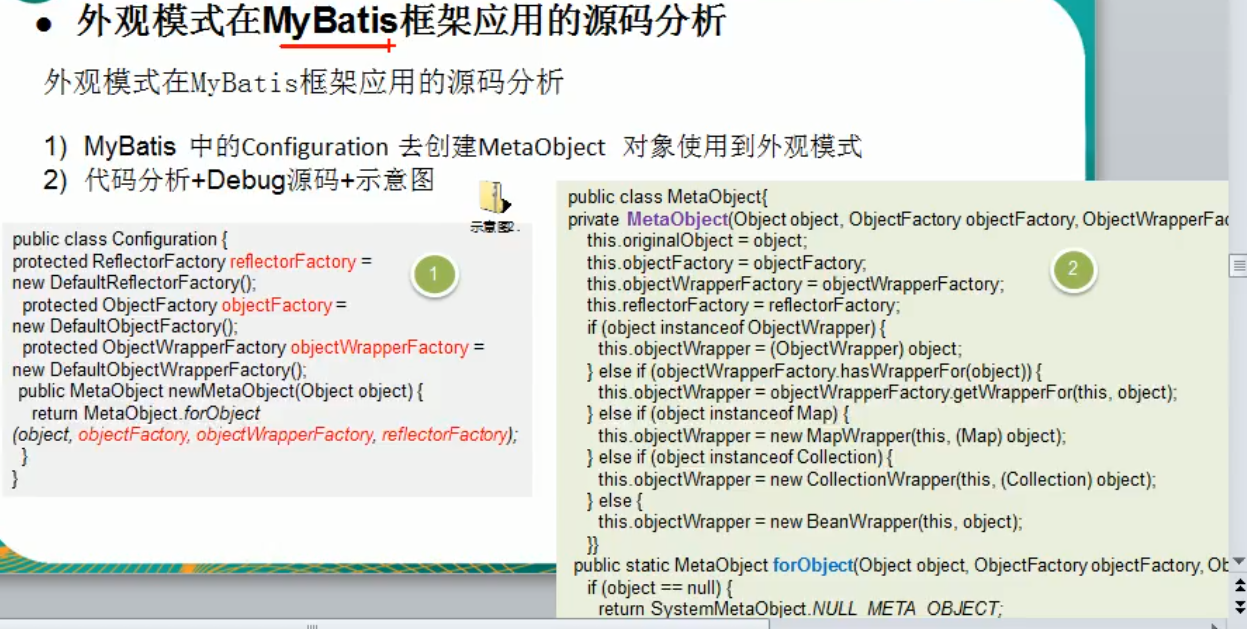 • 外观模式在MyBatis框架应用的源码分析
外观模式在MyBatis框架应用的源码分析
1) MyBatis 中的Configuration 去创建MetaObject 对象使用到外观模式
2) 代码分析+Debug源码+示意图
public class Configuration {
protected ReflectorFactory reflectorFactory =
new DefaultReflectorFactory();
protected ObjectFactory objectFactory =
new DefaultObjectFactory();
protected ObjectWrapperFactory objectWrapperFactory =
new DefaultObjectWrapperFactory();
public MetaObject newMetaObject(Object object) {
return MetaObject.forObject
(object, objectFactory, objectWrapperFactory, reflectorFactory);
}
}
1
示意图2.
public class MetaObject{
private MetaObject(Object object, ObjectFactory objectFactory, ObjectWrapperFac
this.originalObject = object;
this.objectFactory = objectFactory;
this.objectWrapperFactory = objectWrapperFactory;
this.reflectorFactory = reflectorFactory;
if (object instanceof ObjectWrapper) {
this.objectWrapper = (ObjectWrapper) object;
} else if (objectWrapperFactory.hasWrapperFor(object)) {
this.objectWrapper = objectWrapperFactory.getWrapperFor(this, object);
} else if (object instanceof Map) {
this.objectWrapper = new MapWrapper(this, (Map) object);
} else if (object instanceof Collection) {
this.objectWrapper = new CollectionWrapper(this, (Collection) object);
} else {
this.objectWrapper = new BeanWrapper(this, object);
}}
public static MetaObject forObject(Object object, ObjectFactory objectFactory, Ob
if (object == null) {
return SystemMetaObject.NULL_META_OBJECT;
2